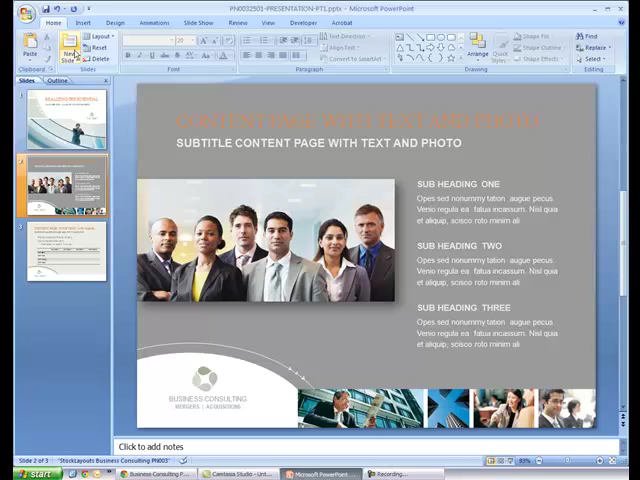 PN0032501-PRESENTATION-PT1.pptx - Microsoft PowerPoint
Home Insert Design Animations Slide Show Review View Developer Acrobat
Paste
New Slide
Layout
Reset
Delete
Text Direction
Align Text
Convert to SmartArt
Arrange
Quick Styles
Shape Fill
Shape Outline
Shape Effects
Find
Replace
Select
Clipboard Slides Font Paragraph Drawing Editing
Slides Outline
1
2
3
CONTENT PAGE WITH TEXT AND PHOTO
SUBTITLE CONTENT PAGE WITH TEXT AND PHOTO
SUB HEADING ONE
Opes sed nonummy tation augue pecus.
Venio regula ea fatua incassum. Nisl quia
et aliquip, scisco roto minim ali
SUB HEADING TWO
Opes sed nonummy tation augue pecus.
Venio regula ea fatua incassum. Nisl quia
et aliquip, scisco roto minim ali
SUB HEADING THREE
Opes sed nonummy tation augue pecus.
Venio regula ea fatua incassum. Nisl quia
et aliquip, scisco roto minim ali
BUSINESS CONSULTING
MERGERS | ACQUISITIONS
Click to add notes
Slide 2 of 3 "StockLayouts Business Consulting PN003" 93%
start Business Consulting P... Camtasia Studio - Unt... Microsoft PowerPoint ... Recording...